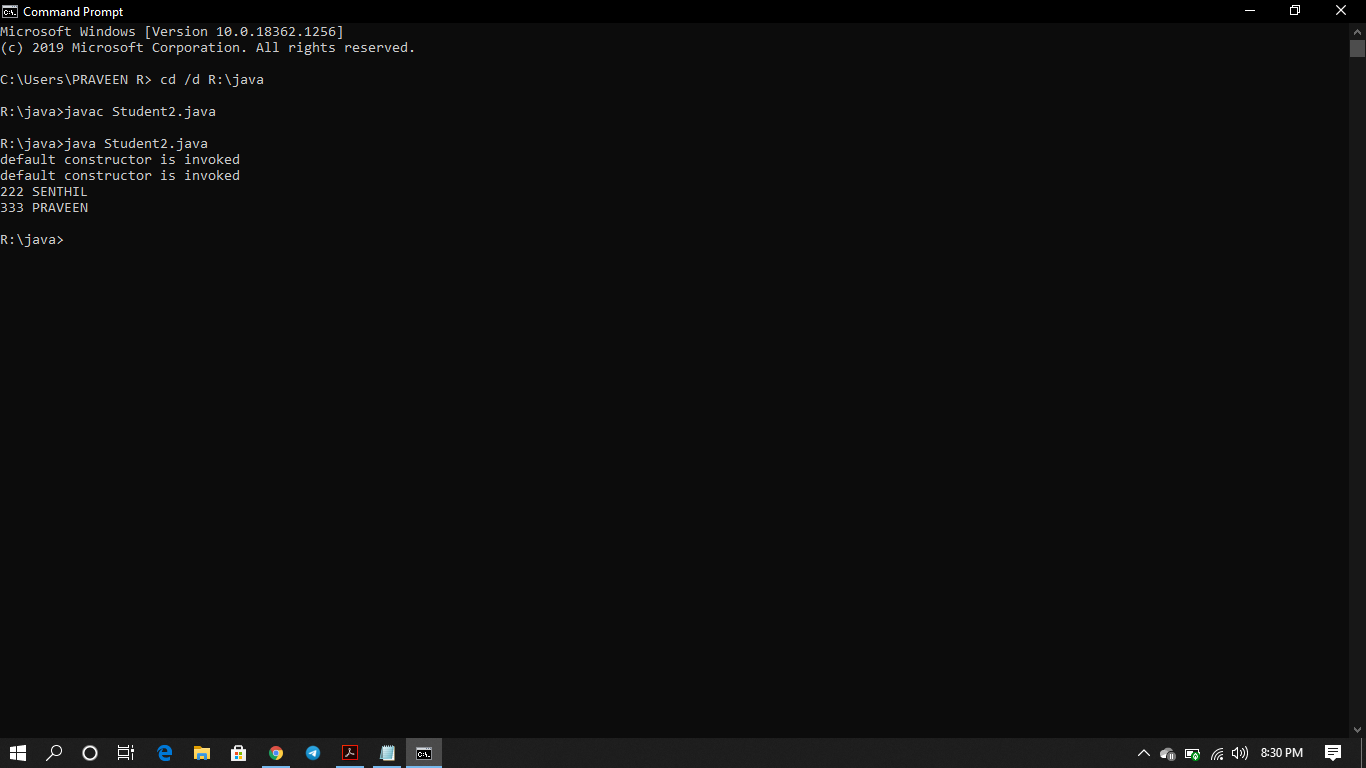 Command Prompt
Microsoft Windows [Version 10.0.18362.1256]
(c) 2019 Microsoft Corporation. All rights reserved.
C:\Users\PRAVEEN R> cd /d R:\java
R:\java>javac Student2.java
R:\java>java Student2.java
default constructor is invoked
default constructor is invoked
222 SENTHIL
333 PRAVEEN
R:\java>
8:30 PM